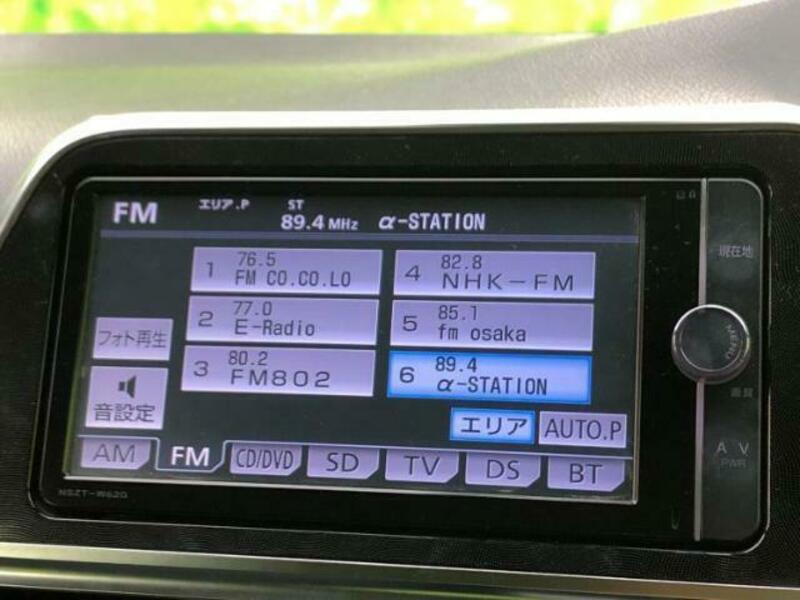 FM エリア.P ST 89.4 MHz α-STATION
1 76.5 FM CO.CO.LO
2 77.0 E-Radio
3 80.2 FM802
4 82.8 NHK-FM
5 85.1 fm osaka
6 89.4 α-STATION
フォト再生
音設定
エリア AUTO.P
AM FM CD/DVD SD TV DS BT
NSZT-W62G
現在地
MENU
画質
A V
PWR